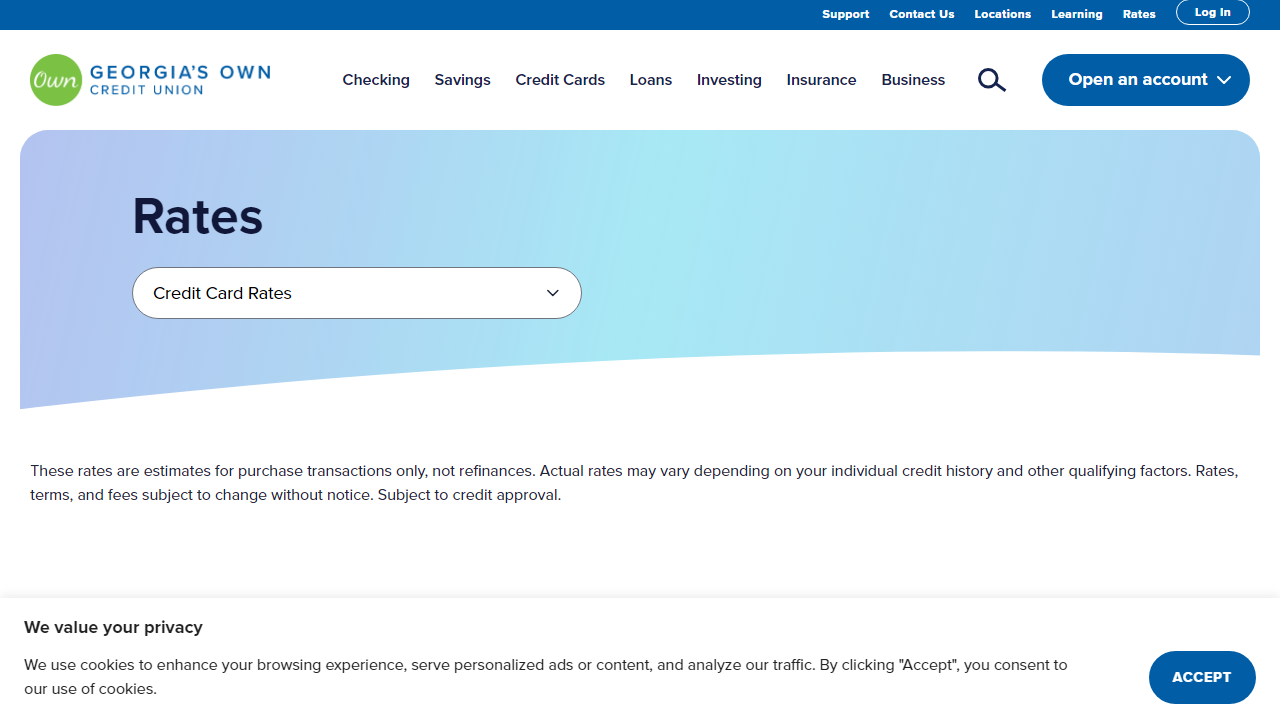 Support Contact Us Locations Learning Rates Log In
Own GEORGIA'S OWN
CREDIT UNION
Checking Savings Credit Cards Loans Investing Insurance Business Open an account
Rates
Credit Card Rates
These rates are estimates for purchase transactions only, not refinances. Actual rates may vary depending on your individual credit history and other qualifying factors. Rates,
terms, and fees subject to change without notice. Subject to credit approval.
We value your privacy
We use cookies to enhance your browsing experience, serve personalized ads or content, and analyze our traffic. By clicking "Accept", you consent to
our use of cookies.
ACCEPT